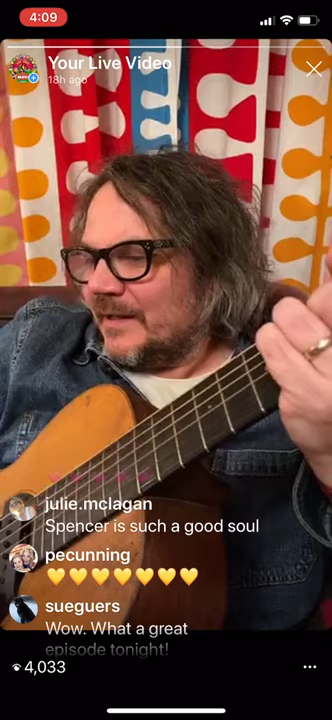 4:09
Your Live Video
18h ago
julie.mclagan
Spencer is such a good soul
pecunning
💛💛💛💛💛💛💛
sueguers
Wow. What a great
episode tonight!
4,033